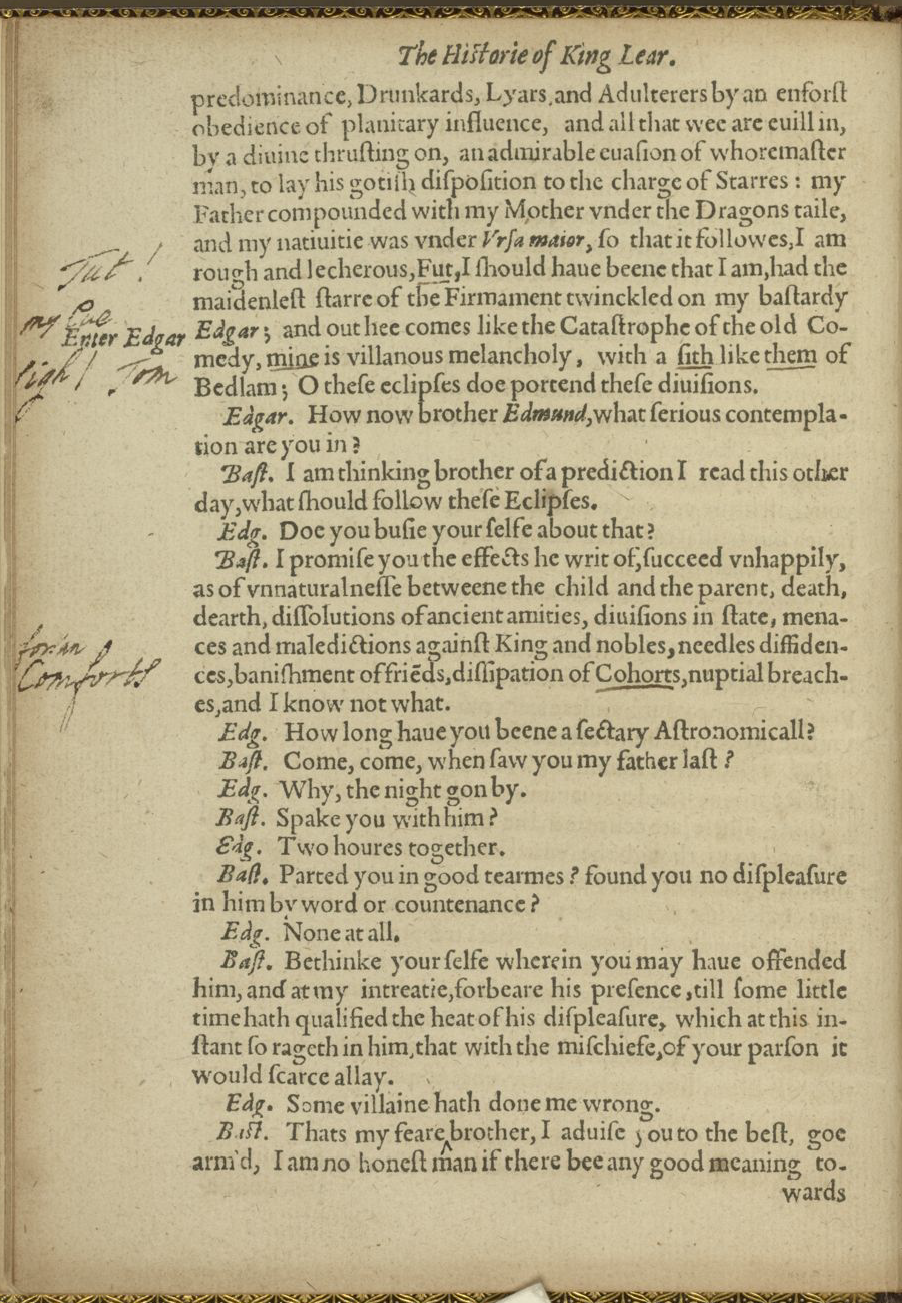 The Historie of King Lear.
predominance, Drunkards, Lyars,and Adulterers by an enforſt
obedience of planitary influence, and all that wee are euill in,
by a diuine thruſting on, an admirable euaſion of whoremaſter
man, to lay his gotiſh diſpoſition to the charge of Starres : my
Father compounded with my Mother vnder the Dragons taile,
and my natiuitie was vnder Vrſa maior, ſo that it followes,I am
Tut !
rough and lecherous,Fut,I ſhould haue beene that I am,had the
maidenleſt ſtarre of the Firmament twinckled on my baſtardy
my Cue
Enter Edgar Edgar; and out hee comes like the Cataſtrophe of the old Co-
medy, mine is villanous melancholy, with a ſith like them of
ſigh / Tom
Bedlam; O theſe eclipſes doe portend theſe diuiſions.
Edgar. How now brother Edmund,what ſerious contempla-
tion are you in ?
Baſt. I am thinking brother of a prediction I read this other
day,what ſhould follow theſe Eclipſes.
Edg. Doe you buſie your ſelfe about that?
Baſt. I promiſe you the effects he writ of,ſucceed vnhappily,
as of vnnaturalneſſe betweene the child and the parent, death,
dearth, diſſolutions of ancient amities, diuiſions in ſtate, mena-
ces and maledictions againſt King and nobles,needles diffiden-
Comforts
ces,baniſhment of friēds,diſſipation of Cohorts,nuptial breach-
es,and I know not what.
Edg. How long haue you beene a ſectary Aſtronomicall?
Baſt. Come, come, when ſaw you my father laſt ?
Edg. Why, the night gon by.
Baſt. Spake you with him ?
Edg. Two houres together.
Baſt. Parted you in good tearmes ? found you no diſpleaſure
in him by word or countenance ?
Edg. None at all.
Baſt. Bethinke your ſelfe wherein you may haue offended
him, and at my intreatie,forbeare his preſence,till ſome little
time hath qualified the heat of his diſpleaſure, which at this in-
ſtant ſo rageth in him,that with the miſchiefe,of your parſon it
would ſcarce allay.
Edg. Some villaine hath done me wrong.
Baſt. Thats my feare brother, I aduiſe you to the beſt, goe
arm'd, I am no honeſt man if there bee any good meaning to-
wards